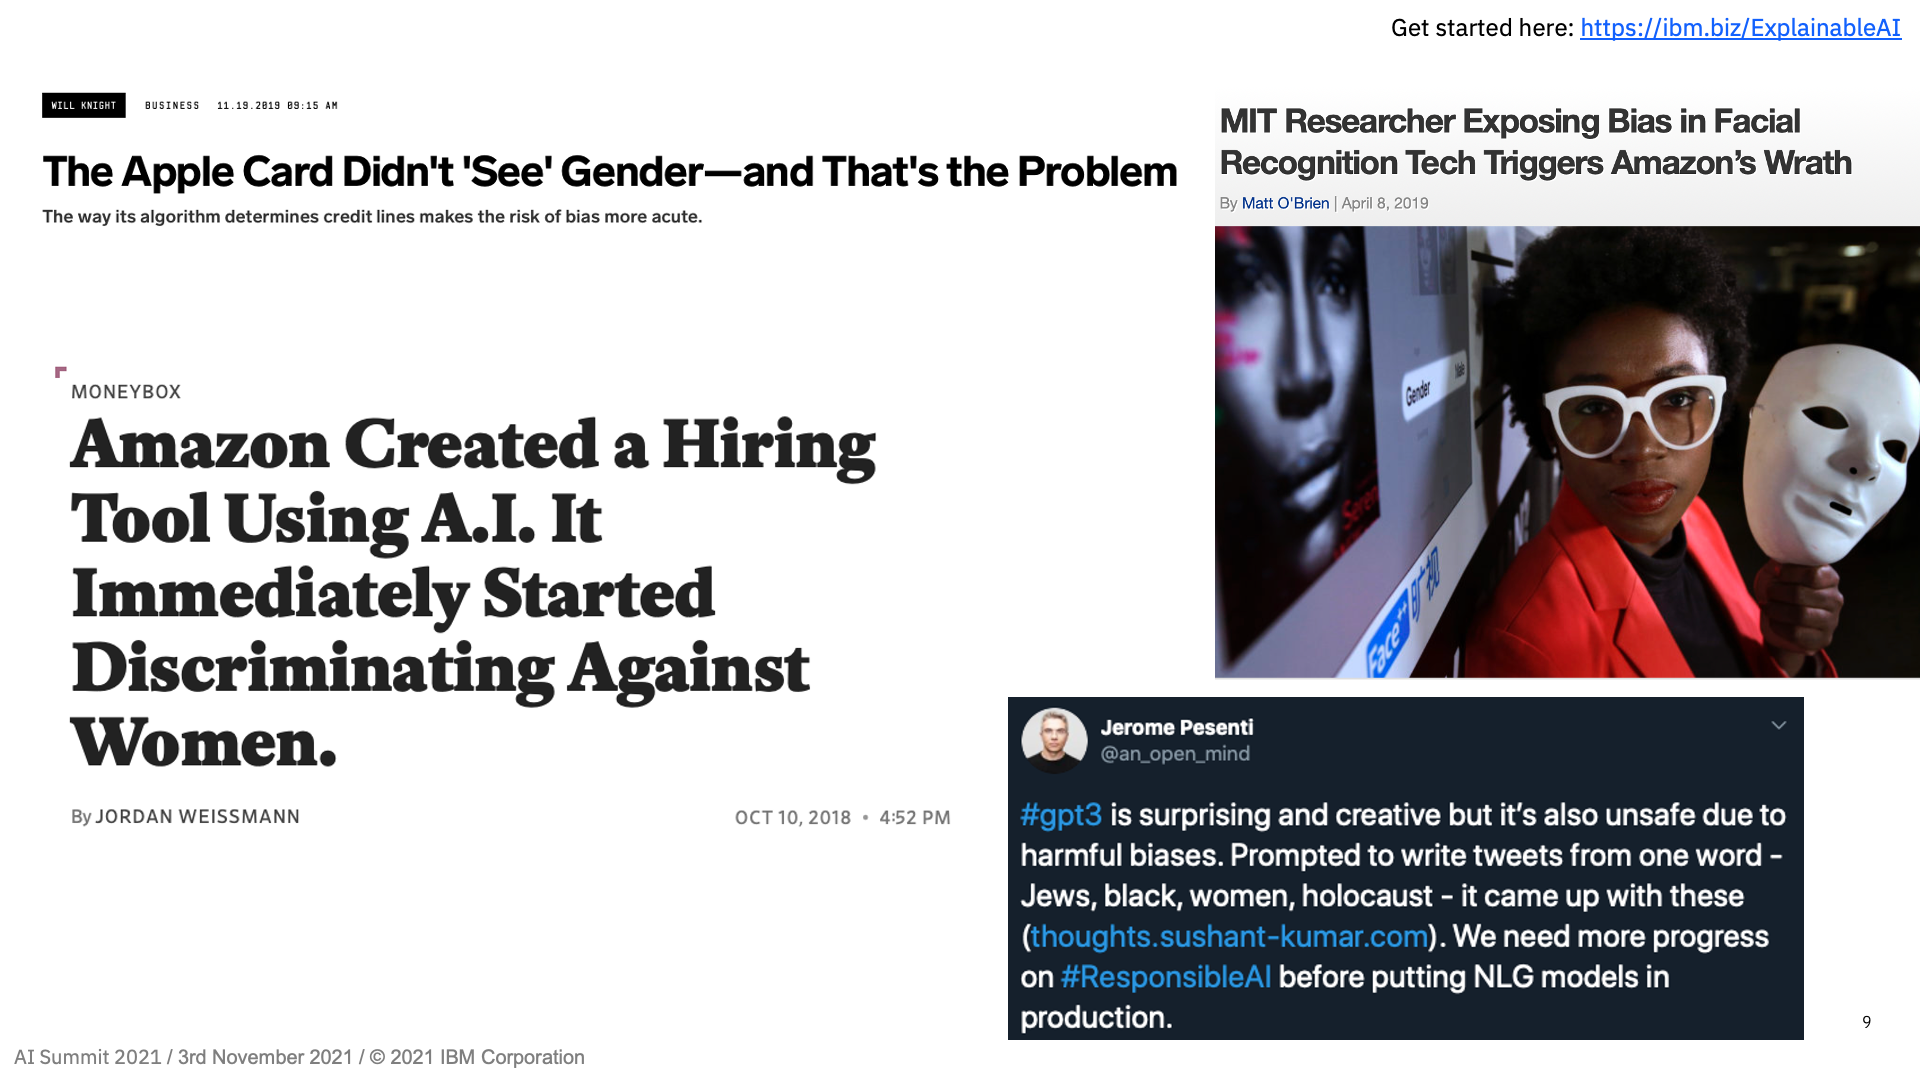 Get started here: https://ibm.biz/ExplainableAI
WILL KNIGHT BUSINESS 11.19.2019 09:15 AM
The Apple Card Didn't 'See' Gender—and That's the Problem
The way its algorithm determines credit lines makes the risk of bias more acute.
MIT Researcher Exposing Bias in Facial
Recognition Tech Triggers Amazon’s Wrath
By Matt O'Brien | April 8, 2019
Gender
Male
Face++
旷视
MONEYBOX
Amazon Created a Hiring
Tool Using A.I. It
Immediately Started
Discriminating Against
Women.
By JORDAN WEISSMANN OCT 10, 2018 • 4:52 PM
Jerome Pesenti
@an_open_mind
#gpt3 is surprising and creative but it’s also unsafe due to
harmful biases. Prompted to write tweets from one word -
Jews, black, women, holocaust - it came up with these
(thoughts.sushant-kumar.com). We need more progress
on #ResponsibleAI before putting NLG models in
production.
9
AI Summit 2021 / 3rd November 2021 / © 2021 IBM Corporation